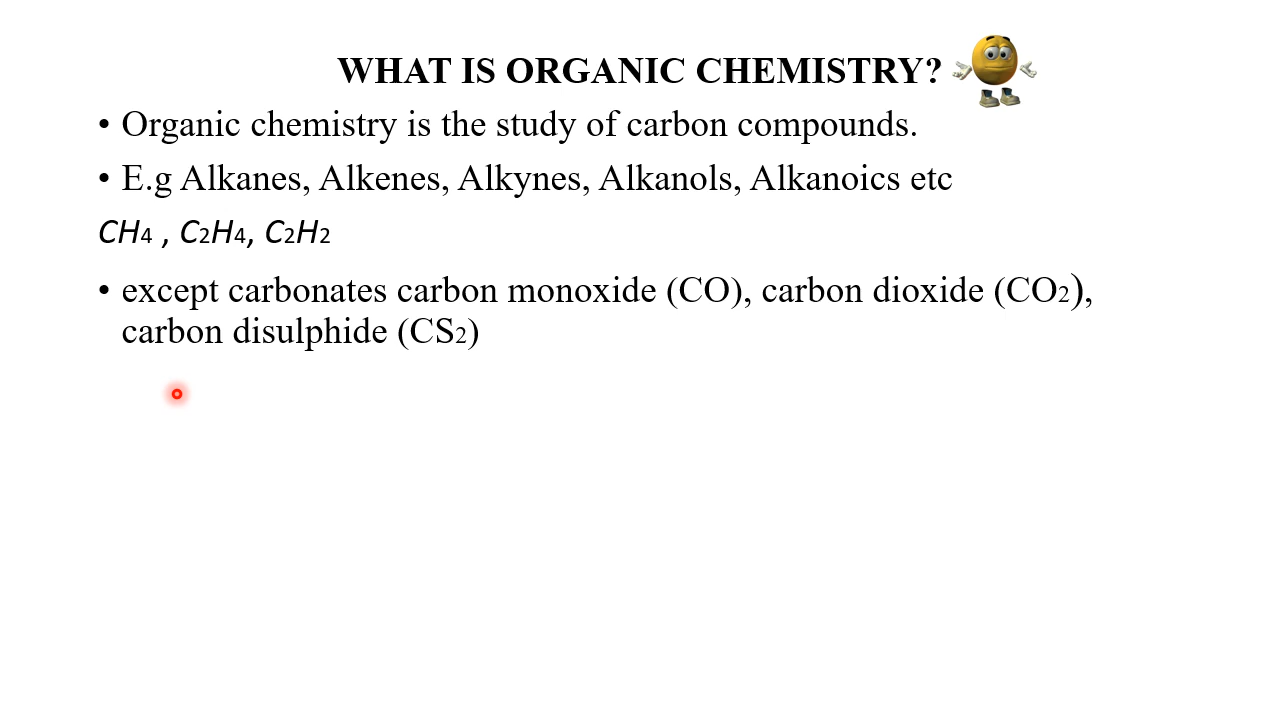 WHAT IS ORGANIC CHEMISTRY?
• Organic chemistry is the study of carbon compounds.
• E.g Alkanes, Alkenes, Alkynes, Alkanols, Alkanoics etc
CH4 , C2H4, C2H2
• except carbonates carbon monoxide (CO), carbon dioxide (CO2),
carbon disulphide (CS2)